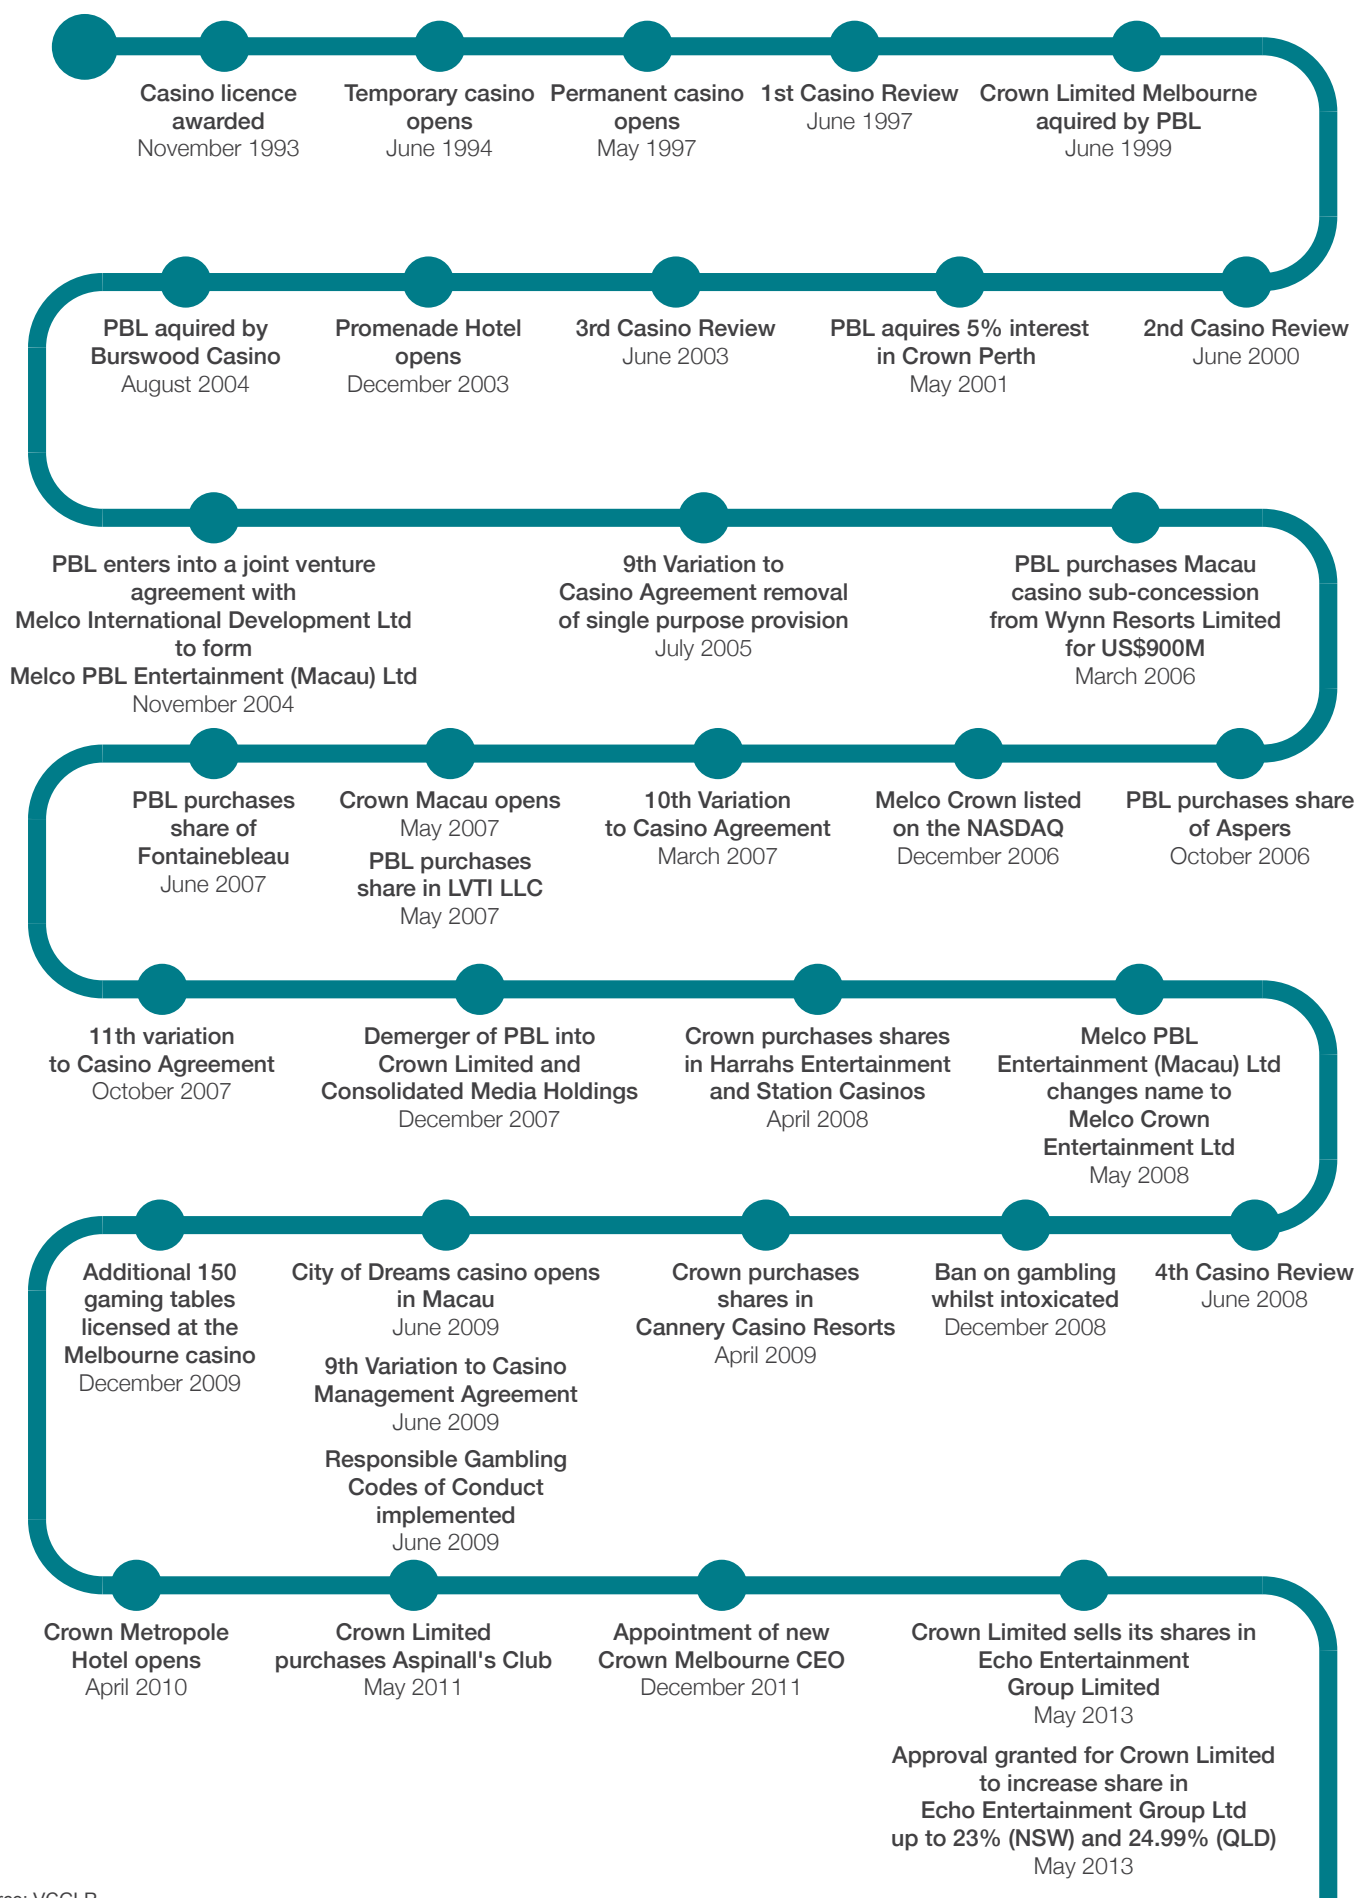 Casino licence
awarded
November 1993
Temporary casino
opens
June 1994
Permanent casino
opens
May 1997
1st Casino Review
June 1997
Crown Limited Melbourne
aquired by PBL
June 1999
PBL aquired by
Burswood Casino
August 2004
Promenade Hotel
opens
December 2003
3rd Casino Review
June 2003
PBL aquires 5% interest
in Crown Perth
May 2001
2nd Casino Review
June 2000
PBL enters into a joint venture
agreement with
Melco International Development Ltd
to form
Melco PBL Entertainment (Macau) Ltd
November 2004
9th Variation to
Casino Agreement removal
of single purpose provision
July 2005
PBL purchases Macau
casino sub-concession
from Wynn Resorts Limited
for US$900M
March 2006
PBL purchases
share of
Fontainebleau
June 2007
Crown Macau opens
May 2007
PBL purchases
share in LVTI LLC
May 2007
10th Variation
to Casino Agreement
March 2007
Melco Crown listed
on the NASDAQ
December 2006
PBL purchases share
of Aspers
October 2006
11th variation
to Casino Agreement
October 2007
Demerger of PBL into
Crown Limited and
Consolidated Media Holdings
December 2007
Crown purchases shares
in Harrahs Entertainment
and Station Casinos
April 2008
Melco PBL
Entertainment (Macau) Ltd
changes name to
Melco Crown
Entertainment Ltd
May 2008
Additional 150
gaming tables
licensed at the
Melbourne casino
December 2009
City of Dreams casino opens
in Macau
June 2009
9th Variation to Casino
Management Agreement
June 2009
Responsible Gambling
Codes of Conduct
implemented
June 2009
Crown purchases
shares in
Cannery Casino Resorts
April 2009
Ban on gambling
whilst intoxicated
December 2008
4th Casino Review
June 2008
Crown Metropole
Hotel opens
April 2010
Crown Limited
purchases Aspinall's Club
May 2011
Appointment of new
Crown Melbourne CEO
December 2011
Crown Limited sells its shares in
Echo Entertainment
Group Limited
May 2013
Approval granted for Crown Limited
to increase share in
Echo Entertainment Group Ltd
up to 23% (NSW) and 24.99% (QLD)
May 2013